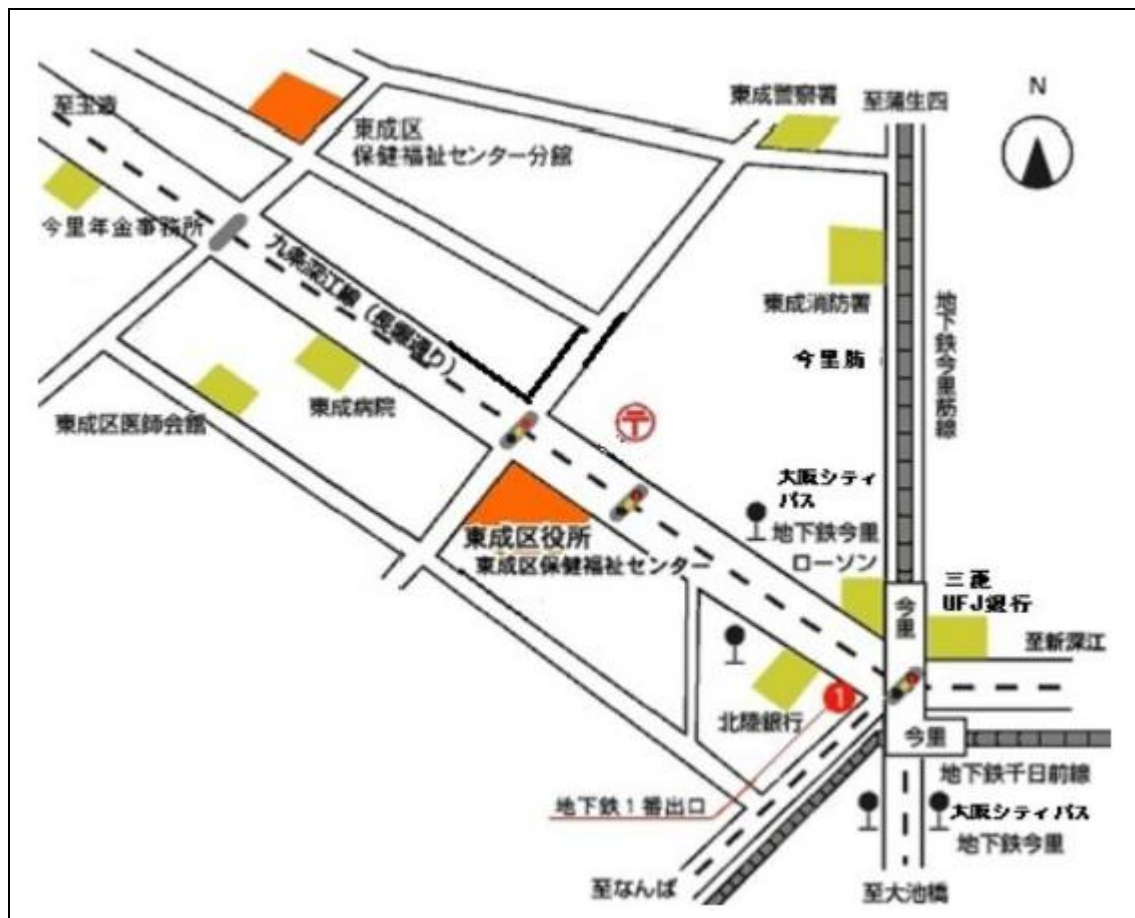 N
東成警察署
至蒲生四
至玉造
東成区
保健福祉センター分館
今里年金事務所
九条深江線(長堀通り)
東成消防署
地下鉄今里筋線
今里筋
東成病院
東成区医師会館
〒
大阪シティ
バス
地下鉄今里
東成区役所
東成区保健福祉センター
ローソン
三菱
UFJ銀行
今里
至新深江
1
北陸銀行
今里
地下鉄千日前線
地下鉄1番出口
大阪シティバス
地下鉄今里
至なんば
至大池橋